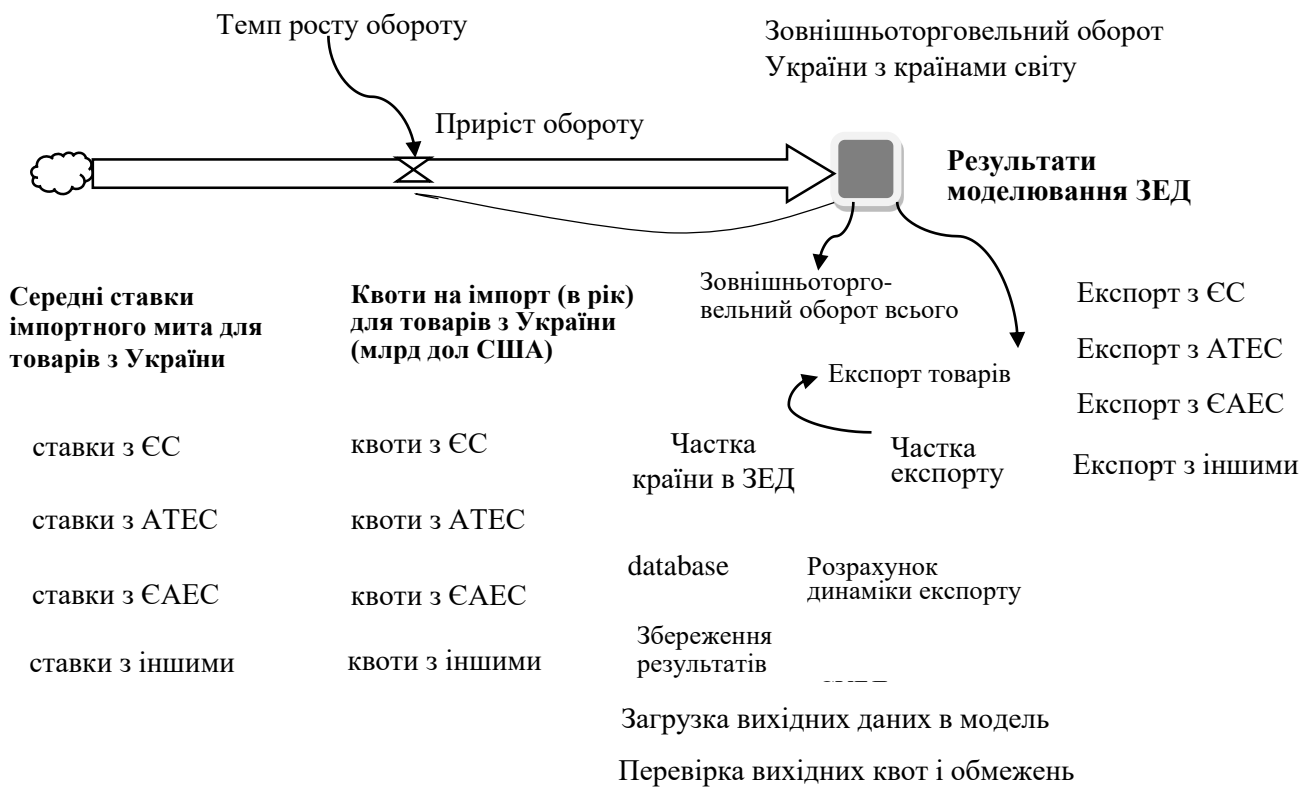 Темп росту обороту
Зовнішньоторговельний оборот
України з країнами світу
Приріст обороту
Результати
моделювання ЗЕД
Середні ставки
імпортного мита для
товарів з України
ставки з ЄС
ставки з АТЕС
ставки з ЄАЕС
ставки з іншими
Квоти на імпорт (в рік)
для товарів з України
(млрд дол США)
квоти з ЄС
квоти з АТЕС
квоти з ЄАЕС
квоти з іншими
Зовнішньоторго-
вельний оборот всього
Експорт товарів
Частка
країни в ЗЕД
Частка
експорту
Експорт з ЄС
Експорт з АТЕС
Експорт з ЄАЕС
Експорт з іншими
database
Розрахунок
динаміки експорту
Збереження
результатів
Загрузка вихідних даних в модель
Перевірка вихідних квот і обмежень